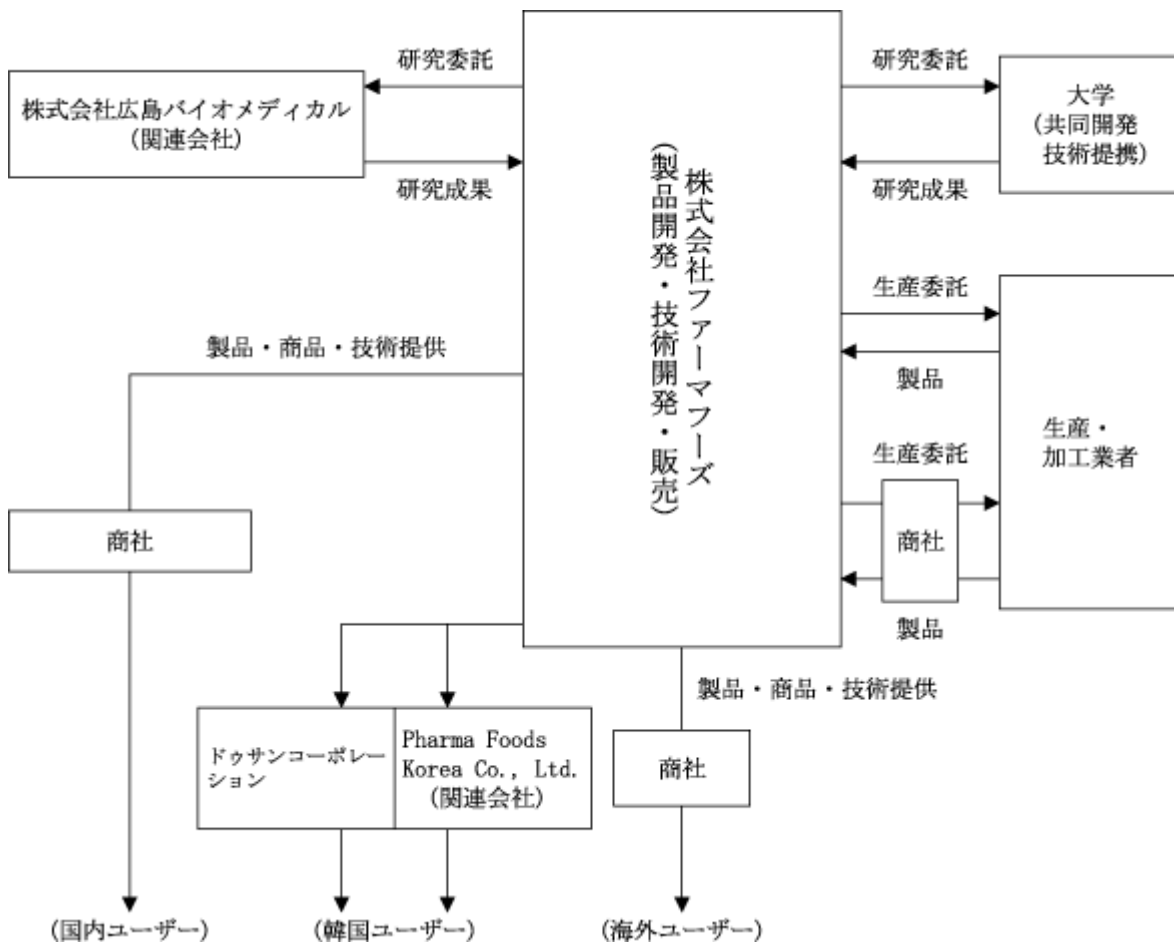 研究委託
株式会社広島バイオメディカル
(関連会社)
研究成果
株式会社ファーマフーズ
(製品開発・技術開発・販売)
研究委託
大学
(共同開発
技術提携)
研究成果
生産委託
製品
生産・
加工業者
生産委託
商社
製品
製品・商品・技術提供
商社
ドゥサンコーポレー
ション
Pharma Foods
Korea Co., Ltd.
(関連会社)
製品・商品・技術提供
商社
(国内ユーザー)
(韓国ユーザー)
(海外ユーザー)